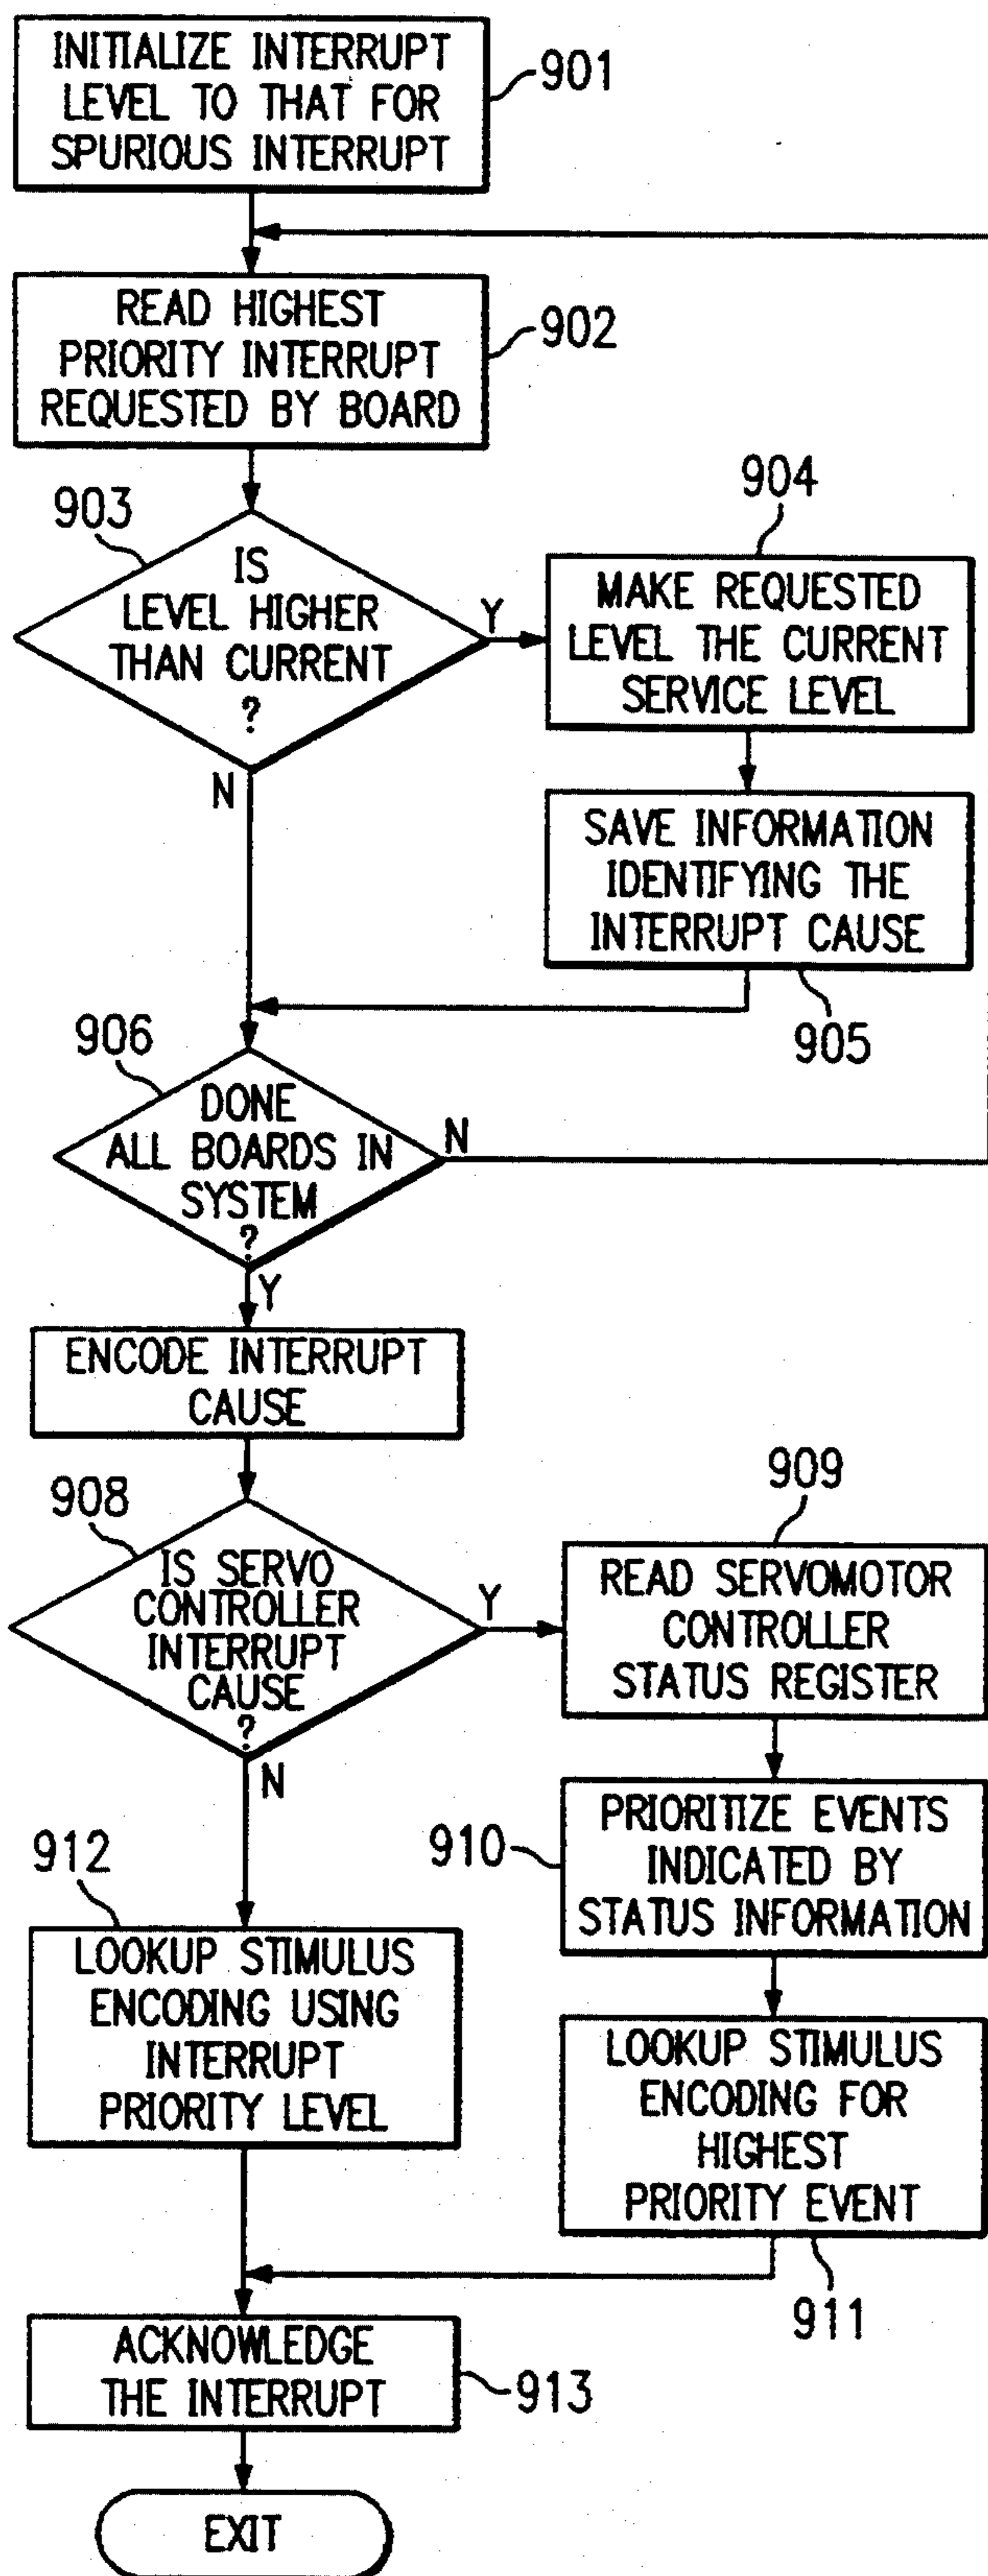 INITIALIZE INTERRUPT
LEVEL TO THAT FOR
SPURIOUS INTERRUPT
901
READ HIGHEST
PRIORITY INTERRUPT
REQUESTED BY BOARD
902
903
IS
LEVEL HIGHER
THAN CURRENT
?
Y
N
904
MAKE REQUESTED
LEVEL THE CURRENT
SERVICE LEVEL
SAVE INFORMATION
IDENTIFYING THE
INTERRUPT CAUSE
905
906
DONE
ALL BOARDS IN
SYSTEM
?
N
Y
ENCODE INTERRUPT
CAUSE
908
IS SERVO
CONTROLLER
INTERRUPT
CAUSE
?
Y
N
909
READ SERVOMOTOR
CONTROLLER
STATUS REGISTER
910
PRIORITIZE EVENTS
INDICATED BY
STATUS INFORMATION
LOOKUP STIMULUS
ENCODING FOR
HIGHEST
PRIORITY EVENT
911
912
LOOKUP STIMULUS
ENCODING USING
INTERRUPT
PRIORITY LEVEL
ACKNOWLEDGE
THE INTERRUPT
913
EXIT